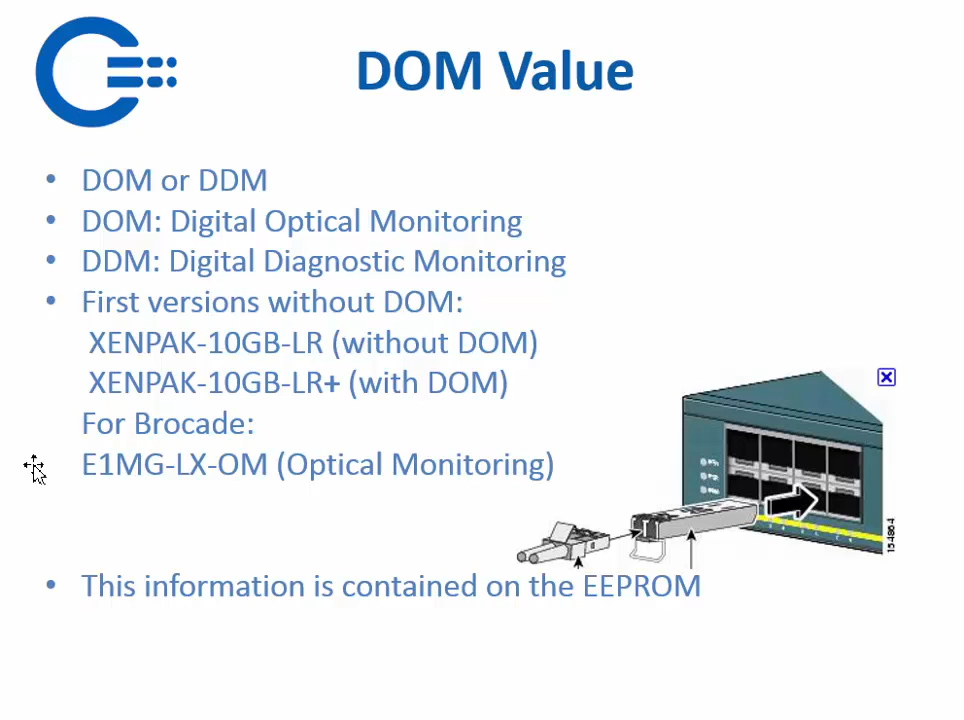 DOM Value
• DOM or DDM
• DOM: Digital Optical Monitoring
• DDM: Digital Diagnostic Monitoring
• First versions without DOM:
XENPAK-10GB-LR (without DOM)
XENPAK-10GB-LR+ (with DOM)
For Brocade:
E1MG-LX-OM (Optical Monitoring)
154864
• This information is contained on the EEPROM